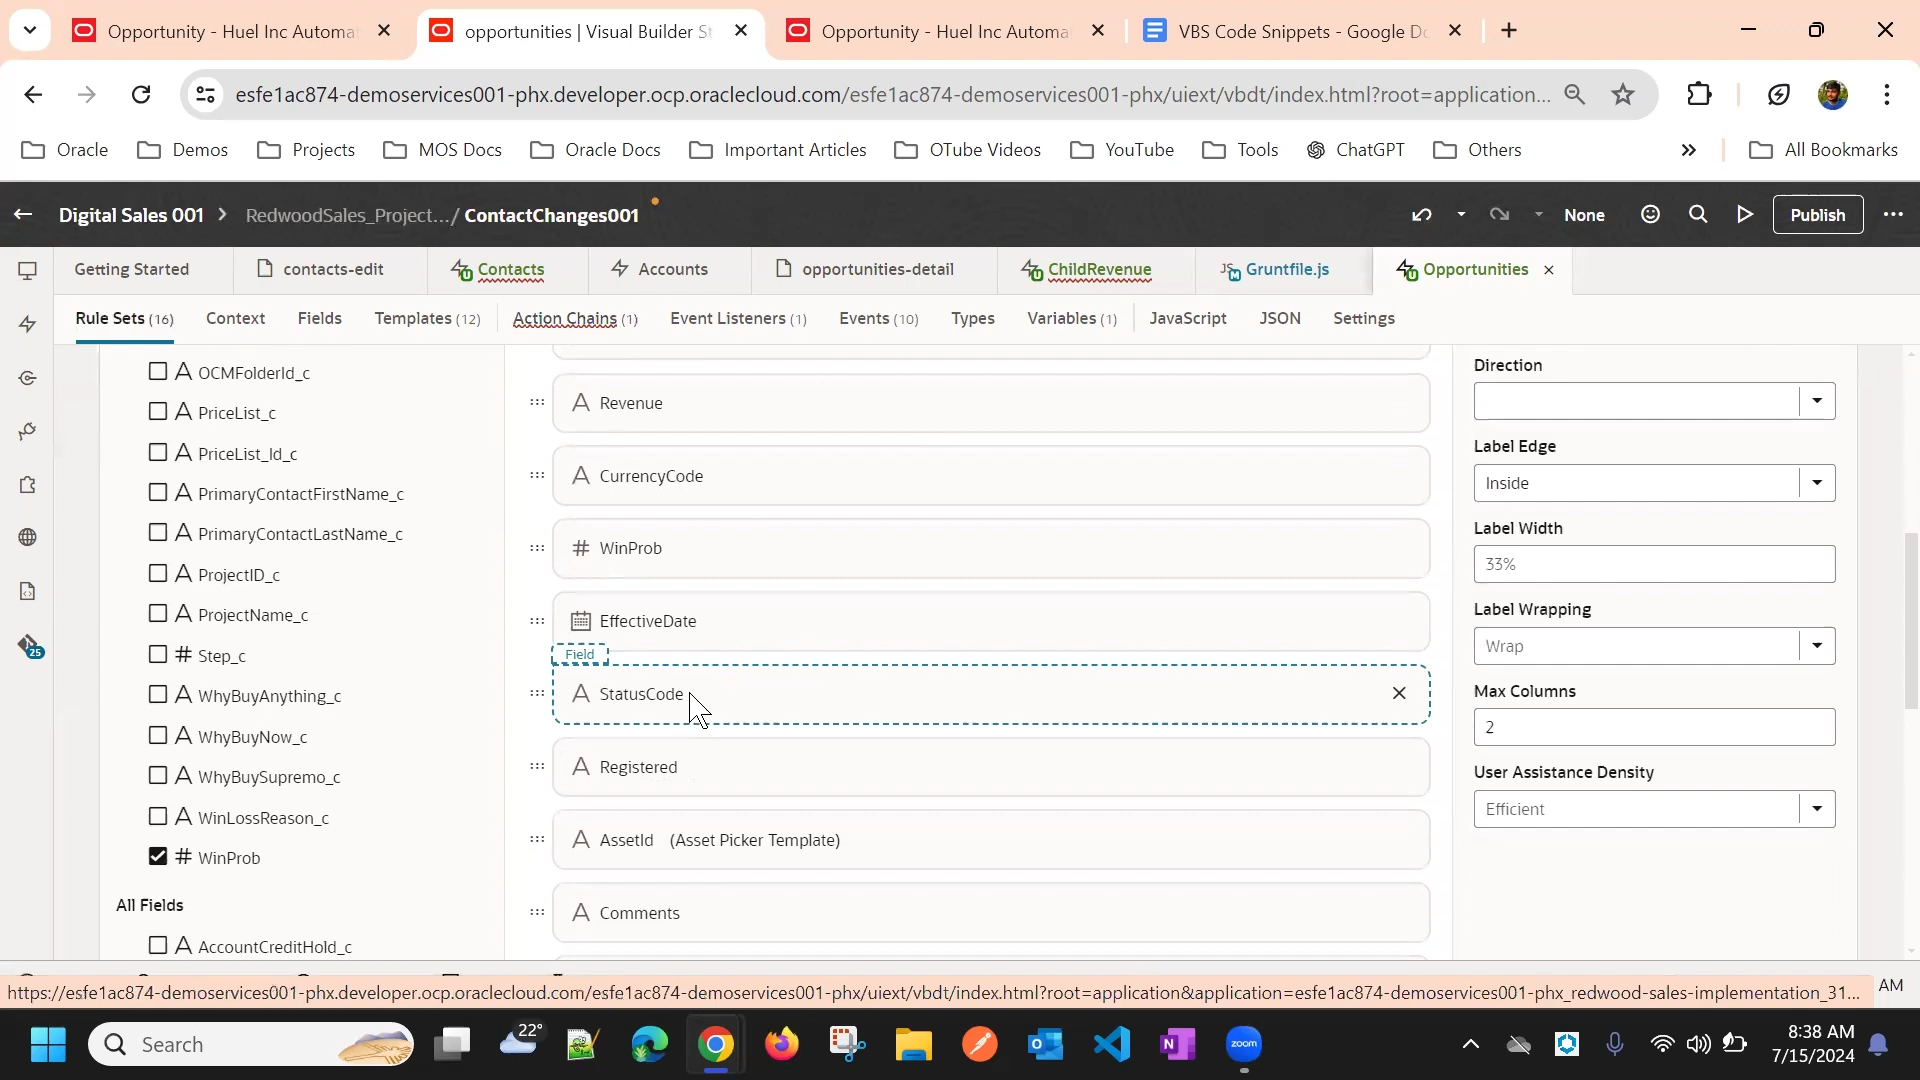 Opportunity - Huel Inc Automa
opportunities | Visual Builder St
Opportunity - Huel Inc Automa
VBS Code Snippets - Google Do
esfe1ac874-demoservices001-phx.developer.ocp.oraclecloud.com/esfe1ac874-demoservices001-phx/uiext/vbdt/index.html?root=application...
Oracle
Demos
Projects
MOS Docs
Oracle Docs
Important Articles
OTube Videos
YouTube
Tools
ChatGPT
Others
All Bookmarks
Digital Sales 001
RedwoodSales_Project.../ ContactChanges001
None
Publish
Getting Started
contacts-edit
Contacts
Accounts
opportunities-detail
ChildRevenue
Gruntfile.js
Opportunities
Rule Sets (16)
Context
Fields
Templates (12)
Action Chains (1)
Event Listeners (1)
Events (10)
Types
Variables (1)
JavaScript
JSON
Settings
OCMFolderId_c
PriceList_c
PriceList_Id_c
PrimaryContactFirstName_c
PrimaryContactLastName_c
ProjectID_c
ProjectName_c
Step_c
WhyBuyAnything_c
WhyBuyNow_c
WhyBuySupremo_c
WinLossReason_c
WinProb
All Fields
AccountCreditHold_c
25
Revenue
CurrencyCode
WinProb
EffectiveDate
Field
StatusCode
Registered
AssetId (Asset Picker Template)
Comments
Direction
Label Edge
Inside
Label Width
33%
Label Wrapping
Wrap
Max Columns
2
User Assistance Density
Efficient
https://esfe1ac874-demoservices001-phx.developer.ocp.oraclecloud.com/esfe1ac874-demoservices001-phx/uiext/vbdt/index.html?root=application&application=esfe1ac874-demoservices001-phx_redwood-sales-implementation_31...
AM
Search
22°
zoom
8:38 AM
7/15/2024